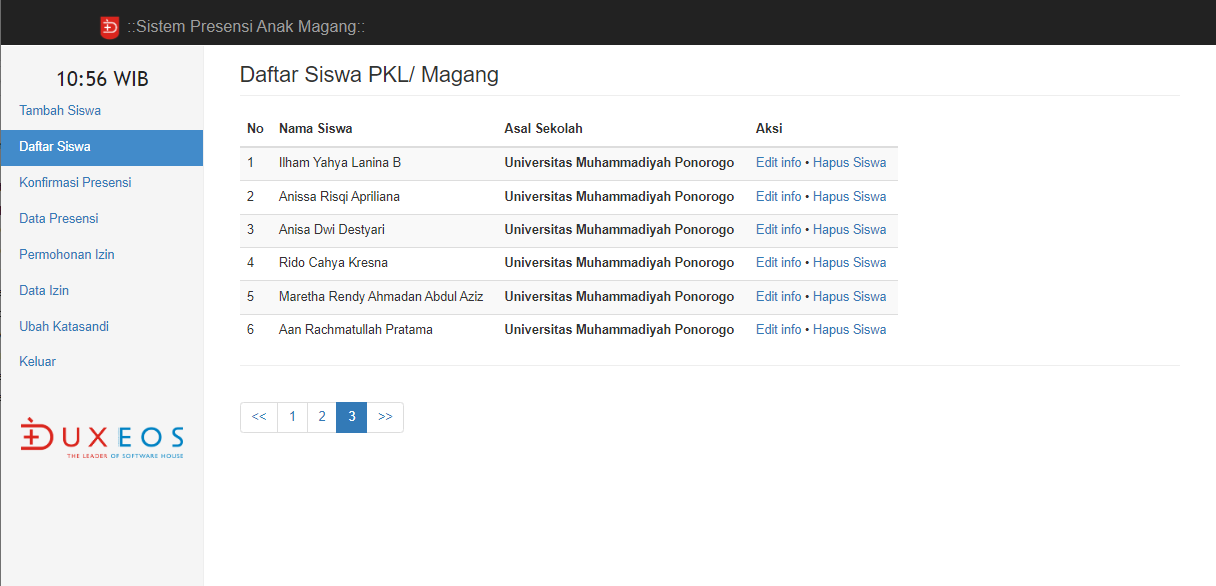 ::Sistem Presensi Anak Magang::
10:56 WIB
Tambah Siswa
Daftar Siswa
Konfirmasi Presensi
Data Presensi
Permohonan Izin
Data Izin
Ubah Katasandi
Keluar
ÐUXEOS
THE LEADER OF SOFTWARE HOUSE
Daftar Siswa PKL/ Magang
No Nama Siswa Asal Sekolah Aksi
1 Ilham Yahya Lanina B Universitas Muhammadiyah Ponorogo Edit info • Hapus Siswa
2 Anissa Risqi Apriliana Universitas Muhammadiyah Ponorogo Edit info • Hapus Siswa
3 Anisa Dwi Destyari Universitas Muhammadiyah Ponorogo Edit info • Hapus Siswa
4 Rido Cahya Kresna Universitas Muhammadiyah Ponorogo Edit info • Hapus Siswa
5 Maretha Rendy Ahmadan Abdul Aziz Universitas Muhammadiyah Ponorogo Edit info • Hapus Siswa
6 Aan Rachmatullah Pratama Universitas Muhammadiyah Ponorogo Edit info • Hapus Siswa
<< 1 2 3 >>